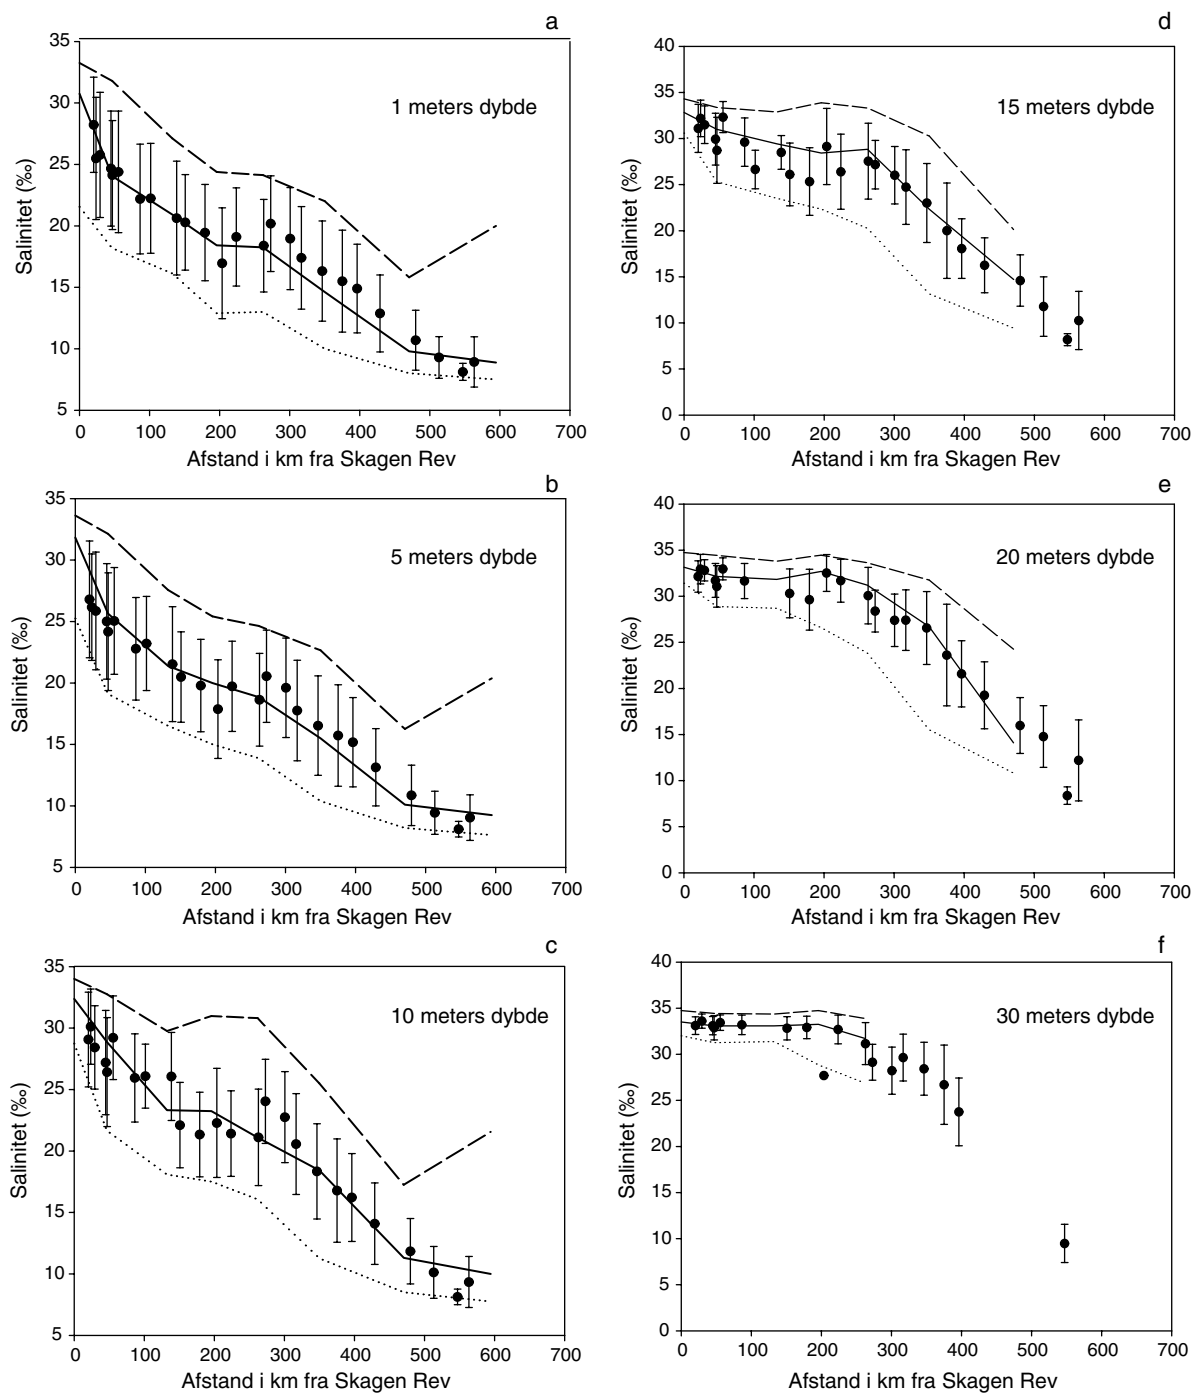 a
35
30
25
20
15
10
5
Salinitet (‰)
1 meters dybde
0 100 200 300 400 500 600 700
Afstand i km fra Skagen Rev
b
35
30
25
20
15
10
5
Salinitet (‰)
5 meters dybde
0 100 200 300 400 500 600 700
Afstand i km fra Skagen Rev
c
35
30
25
20
15
10
5
Salinitet (‰)
10 meters dybde
0 100 200 300 400 500 600 700
Afstand i km fra Skagen Rev
d
40
35
30
25
20
15
10
5
0
Salinitet (‰)
15 meters dybde
0 100 200 300 400 500 600 700
Afstand i km fra Skagen Rev
e
40
35
30
25
20
15
10
5
0
Salinitet (‰)
20 meters dybde
0 100 200 300 400 500 600 700
Afstand i km fra Skagen Rev
f
40
35
30
25
20
15
10
5
0
Salinitet (‰)
30 meters dybde
0 100 200 300 400 500 600 700
Afstand i km fra Skagen Rev